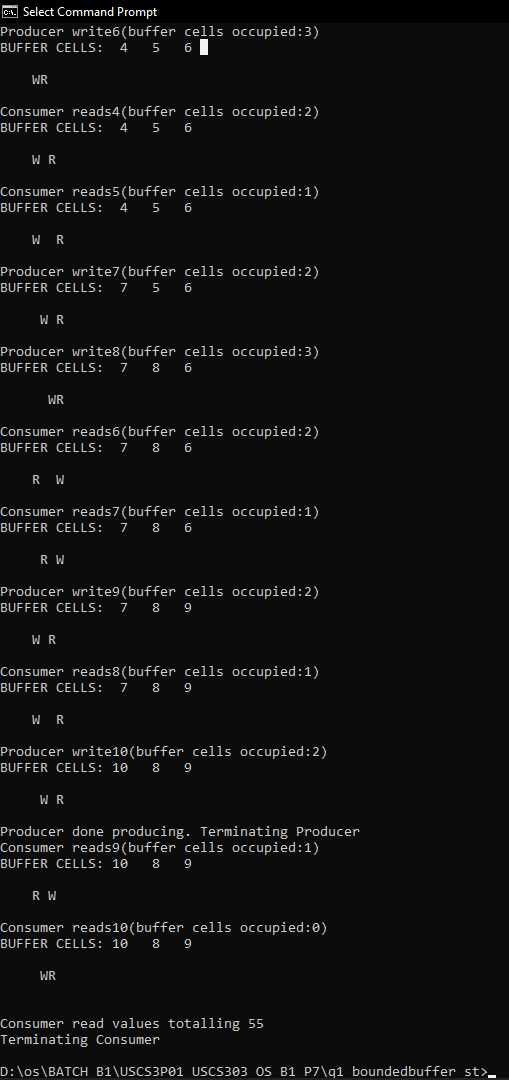 Select Command Prompt
Producer write6(buffer cells occupied:3)
BUFFER CELLS:  4   5   6
    WR
Consumer reads4(buffer cells occupied:2)
BUFFER CELLS:  4   5   6
    W R
Consumer reads5(buffer cells occupied:1)
BUFFER CELLS:  4   5   6
    W  R
Producer write7(buffer cells occupied:2)
BUFFER CELLS:  7   5   6
     W R
Producer write8(buffer cells occupied:3)
BUFFER CELLS:  7   8   6
      WR
Consumer reads6(buffer cells occupied:2)
BUFFER CELLS:  7   8   6
    R  W
Consumer reads7(buffer cells occupied:1)
BUFFER CELLS:  7   8   6
     R W
Producer write9(buffer cells occupied:2)
BUFFER CELLS:  7   8   9
    W R
Consumer reads8(buffer cells occupied:1)
BUFFER CELLS:  7   8   9
    W  R
Producer write10(buffer cells occupied:2)
BUFFER CELLS: 10   8   9
     W R
Producer done producing. Terminating Producer
Consumer reads9(buffer cells occupied:1)
BUFFER CELLS: 10   8   9
    R W
Consumer reads10(buffer cells occupied:0)
BUFFER CELLS: 10   8   9
     WR
Consumer read values totalling 55
Terminating Consumer
D:\os\BATCH B1\USCS3P01 USCS303 OS B1 P7\q1 boundedbuffer st>